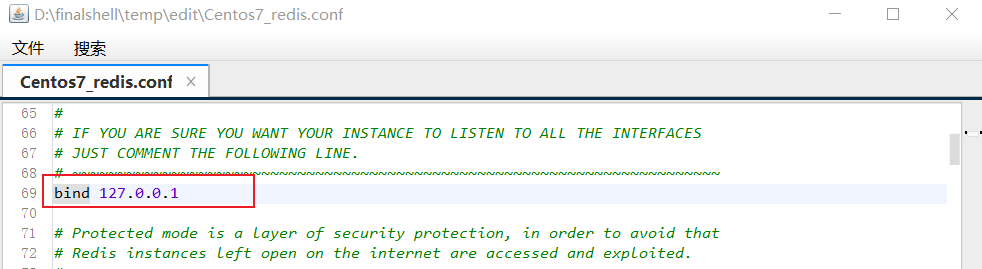 D:\finalshell\temp\edit\Centos7_redis.conf
文件 搜索
Centos7_redis.conf ×
65 #
66 # IF YOU ARE SURE YOU WANT YOUR INSTANCE TO LISTEN TO ALL THE INTERFACES
67 # JUST COMMENT THE FOLLOWING LINE.
68 # ~~~~~~~~~~~~~~~~~~~~~~~~~~~~~~~~~~~~~~~~~~~~~~~~~~~~~~~~~~~~~~~~~~~~~~~~
69 bind 127.0.0.1
70
71 # Protected mode is a layer of security protection, in order to avoid that
72 # Redis instances left open on the internet are accessed and exploited.